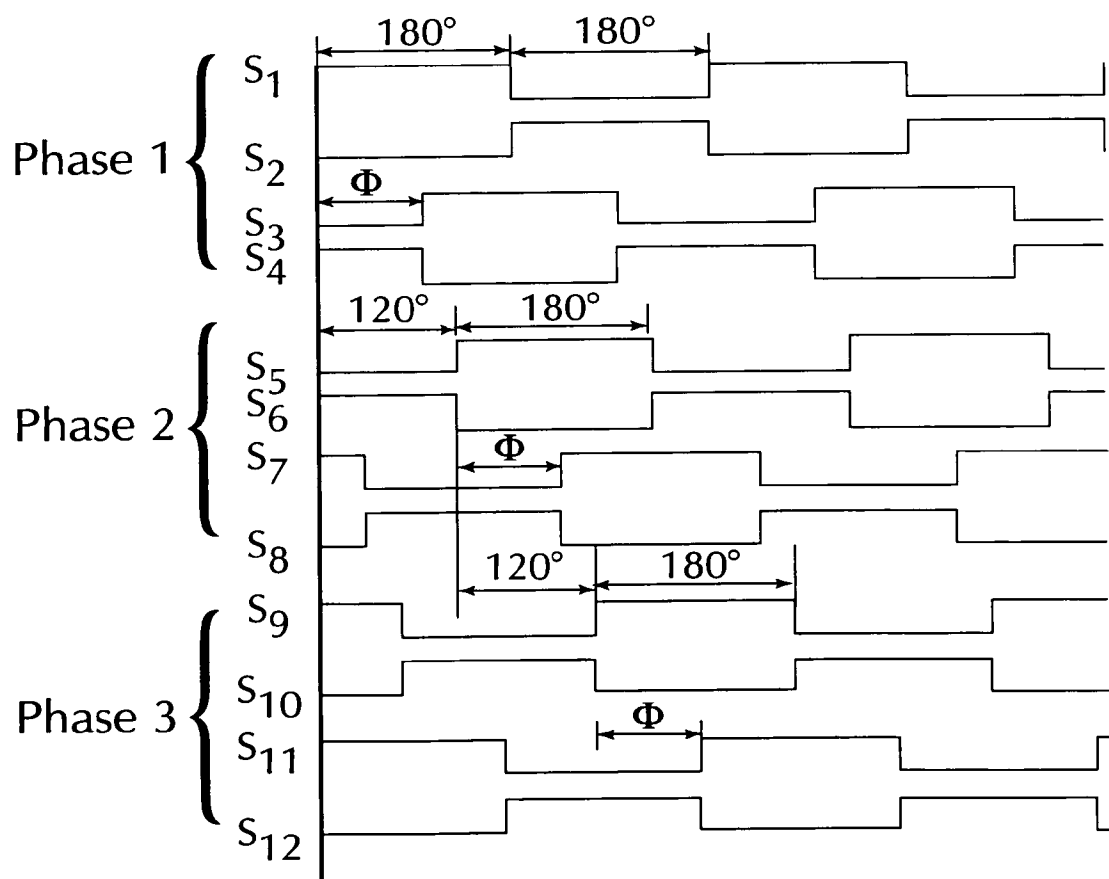 180° 180°
S1
Phase 1
S2
Φ
S3
S4
120° 180°
S5
Phase 2
S6
S7
Φ
S8
120° 180°
S9
S10
Phase 3
Φ
S11
S12